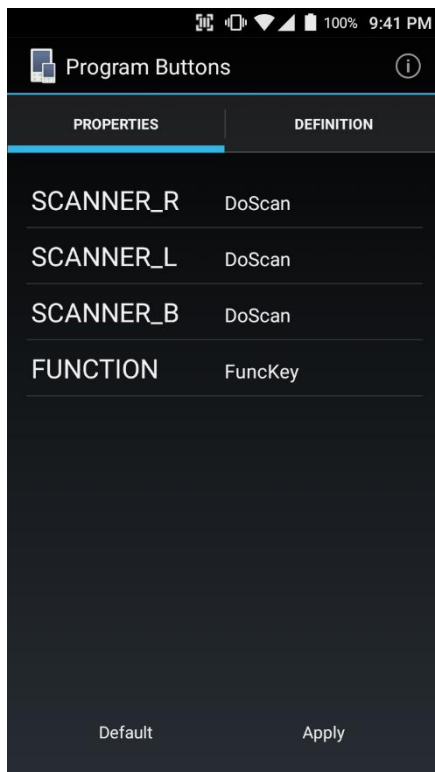 100% 9:41 PM
Program Buttons
PROPERTIES DEFINITION
SCANNER_R DoScan
SCANNER_L DoScan
SCANNER_B DoScan
FUNCTION FuncKey
Default Apply